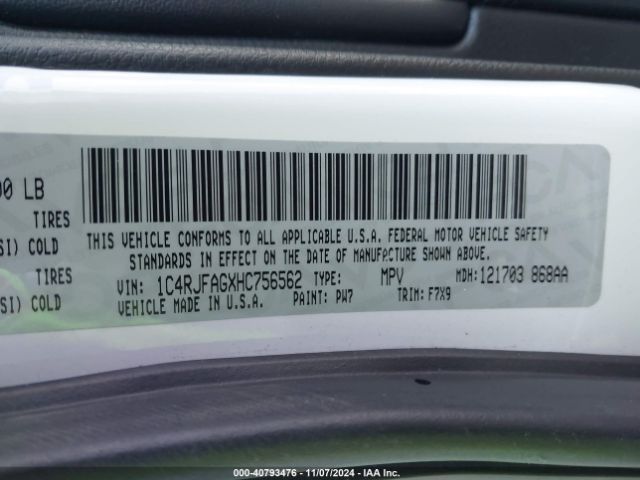 00 LB
TIRES
SI) COLD
TIRES
SI) COLD
THIS VEHICLE CONFORMS TO ALL APPLICABLE U.S.A. FEDERAL MOTOR VEHICLE SAFETY
STANDARDS IN EFFECT ON THE DATE OF MANUFACTURE SHOWN ABOVE.
VIN: 1C4RJFAGXHC756562 TYPE: MPV MDH: 121703 868AA
VEHICLE MADE IN U.S.A. PAINT: PW7 TRIM: F7X9
000-40793476 - 11/07/2024 - IAA Inc.